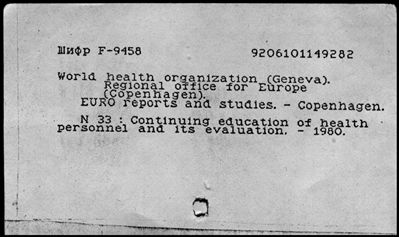 Шифр F-9458 9206101149282
World health organization (Geneva).
Regional office for Europe
(Copenhagen).
EURO reports and studies. - Copenhagen.
N 33 : Continuing education of health
personnel and its evaluation. - 1980.